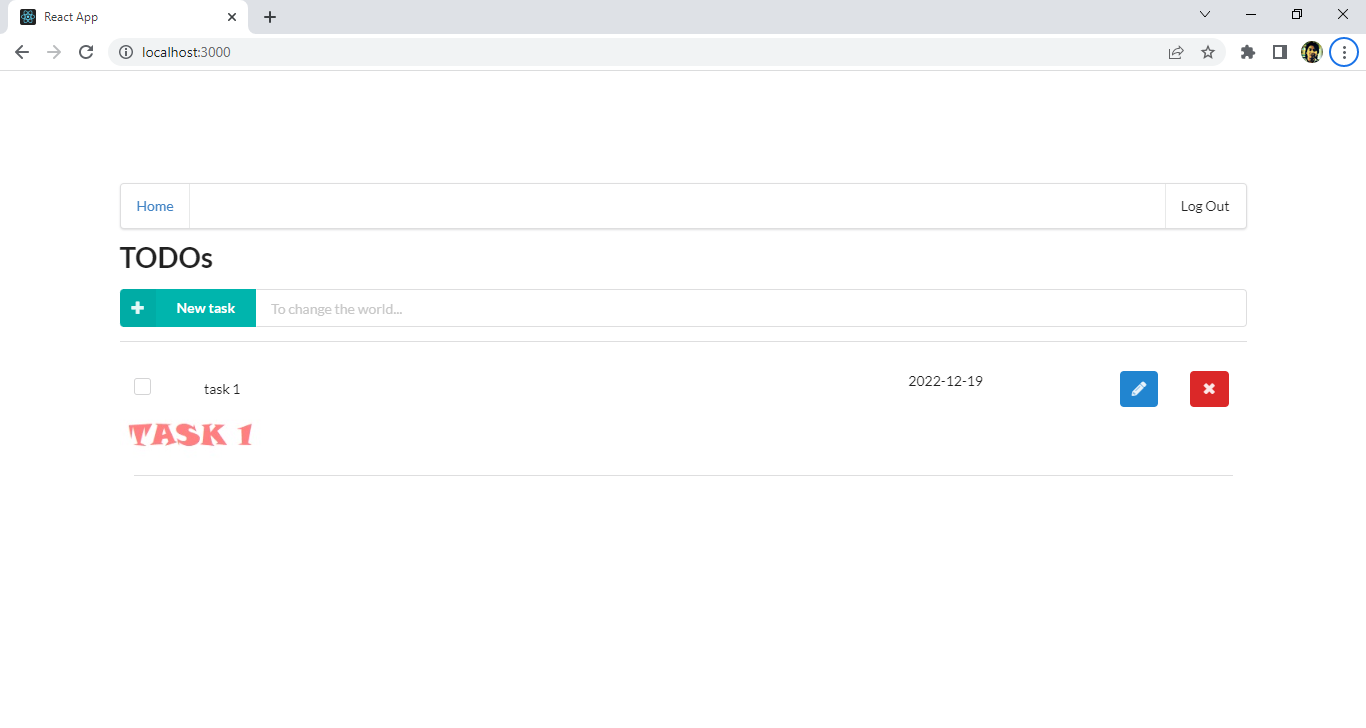 React App
localhost:3000
Home Log Out
TODOs
New task To change the world...
task 1 2022-12-19
TASK 1